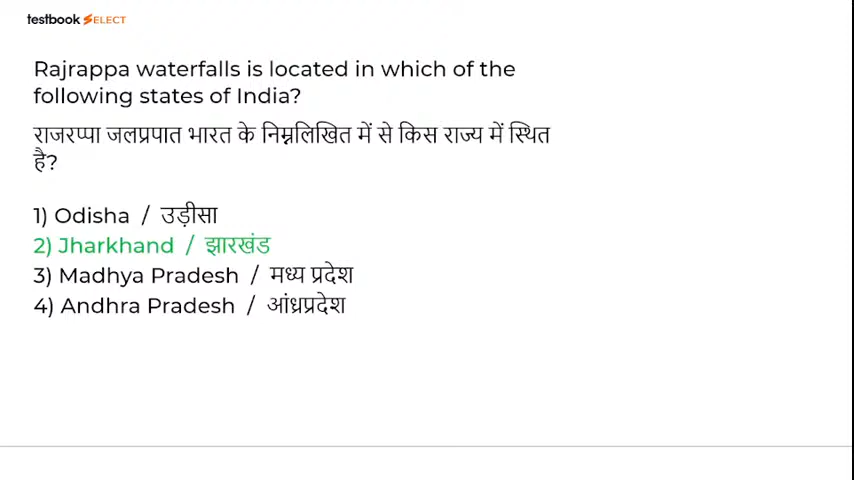 testbook SELECT
Rajrappa waterfalls is located in which of the
following states of India?
राजरप्पा जलप्रपात भारत के निम्नलिखित में से किस राज्य में स्थित
है?
1) Odisha / उड़ीसा
2) Jharkhand / झारखंड
3) Madhya Pradesh / मध्य प्रदेश
4) Andhra Pradesh / आंध्रप्रदेश